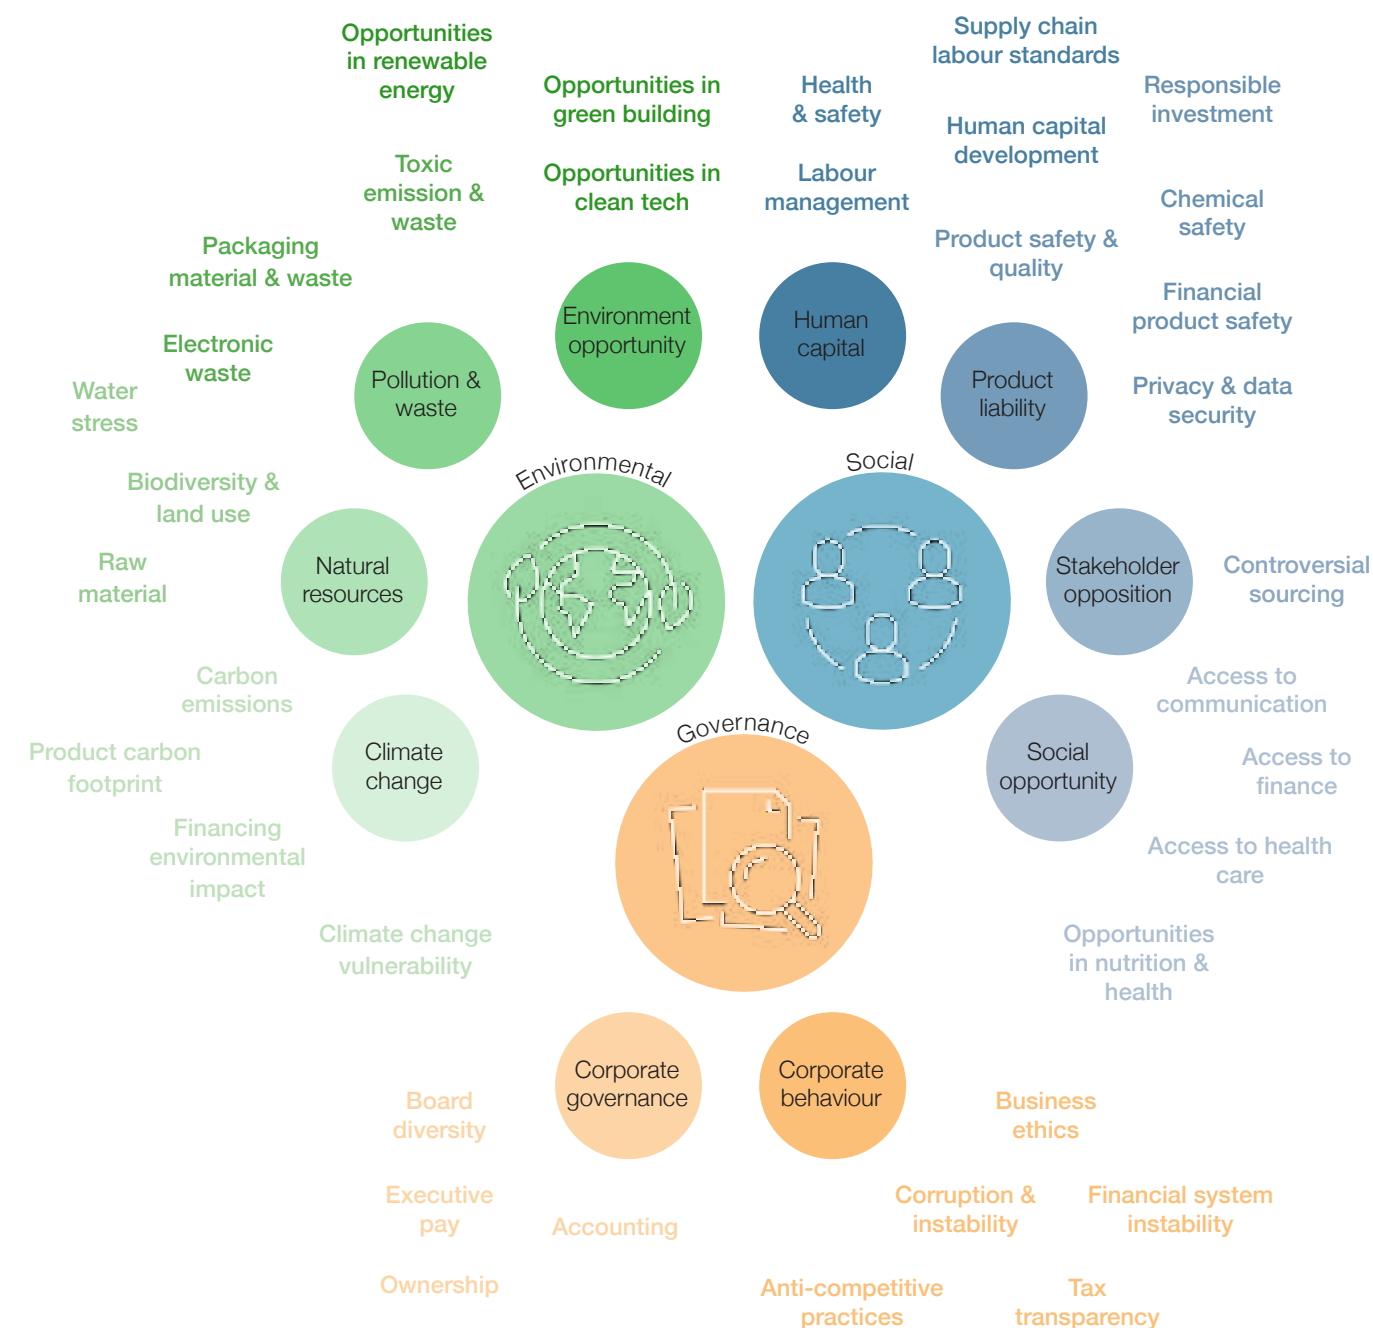 Opportunities
in renewable
energy
Opportunities in
green building
Health
& safety
Supply chain
labour standards
Responsible
investment
Human capital
development
Toxic
emission &
waste
Opportunities in
clean tech
Labour
management
Chemical
safety
Packaging
material & waste
Product safety &
quality
Financial
product safety
Environment
opportunity
Human
capital
Electronic
waste
Pollution &
waste
Product
liability
Privacy & data
security
Water
stress
Environmental
Social
Biodiversity &
land use
Raw
material
Natural
resources
Stakeholder
opposition
Controversial
sourcing
Carbon
emissions
Access to
communication
Governance
Product carbon
footprint
Climate
change
Social
opportunity
Access to
finance
Financing
environmental
impact
Access to health
care
Climate change
vulnerability
Opportunities
in nutrition &
health
Corporate
governance
Corporate
behaviour
Board
diversity
Business
ethics
Executive
pay
Accounting
Corruption &
instability
Financial system
instability
Ownership
Anti-competitive
practices
Tax
transparency